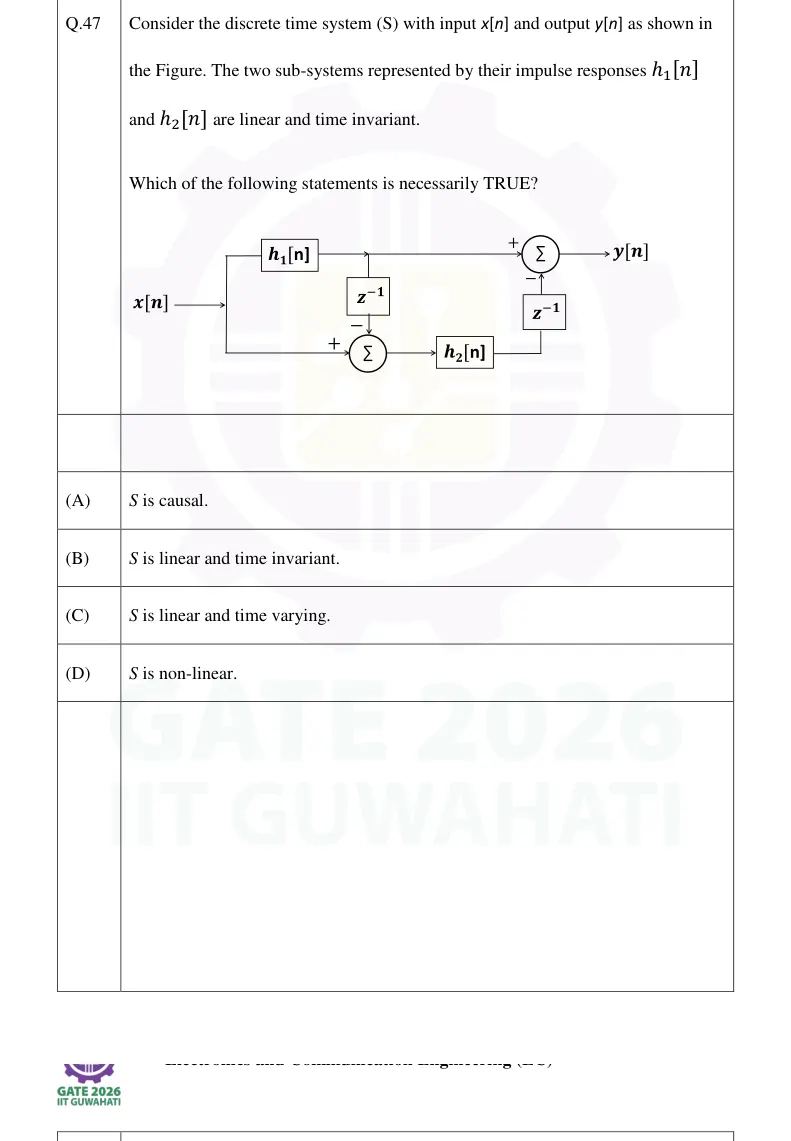 Q.47 Consider the discrete time system (S) with input x[n] and output y[n] as shown in
the Figure. The two sub-systems represented by their impulse responses h₁[n]
and h₂[n] are linear and time invariant.
Which of the following statements is necessarily TRUE?
h₁[n]
+
∑
y[n]
−
x[n]
z⁻¹
z⁻¹
−
+
∑
h₂[n]
(A) S is causal.
(B) S is linear and time invariant.
(C) S is linear and time varying.
(D) S is non-linear.
GATE 2026
IIT GUWAHATI
GATE 2026
IIT GUWAHATI